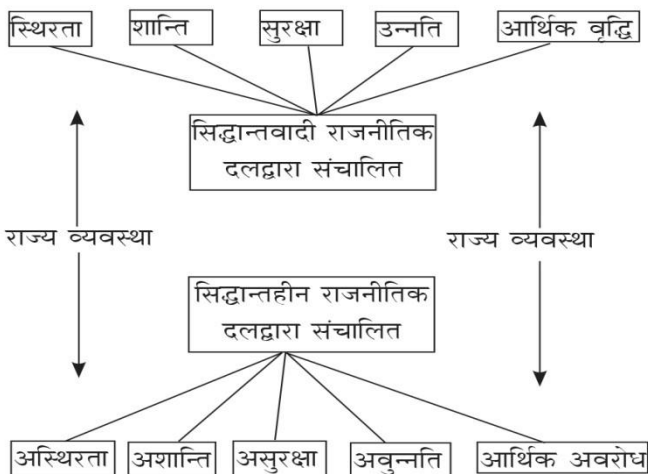 स्थिरता शान्ति सुरक्षा उन्नति आर्थिक वृद्धि
सिद्धान्तवादी राजनीतिक
दलद्वारा संचालित
राज्य व्यवस्था राज्य व्यवस्था
सिद्धान्तहीन राजनीतिक
दलद्वारा संचालित
अस्थिरता अशान्ति असुरक्षा अवुन्नति आर्थिक अवरोध